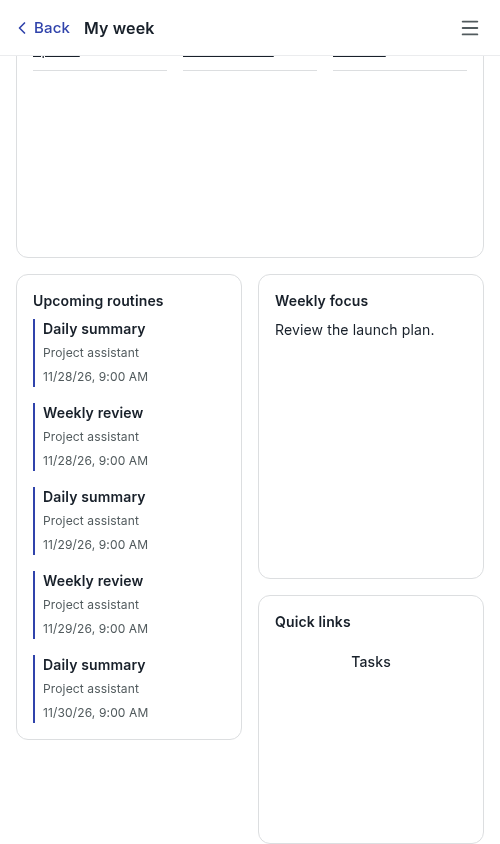 Back
My week
Upcoming routines
Daily summary
Project assistant
11/28/26, 9:00 AM
Weekly review
Project assistant
11/28/26, 9:00 AM
Daily summary
Project assistant
11/29/26, 9:00 AM
Weekly review
Project assistant
11/29/26, 9:00 AM
Daily summary
Project assistant
11/30/26, 9:00 AM
Weekly focus
Review the launch plan.
Quick links
Tasks